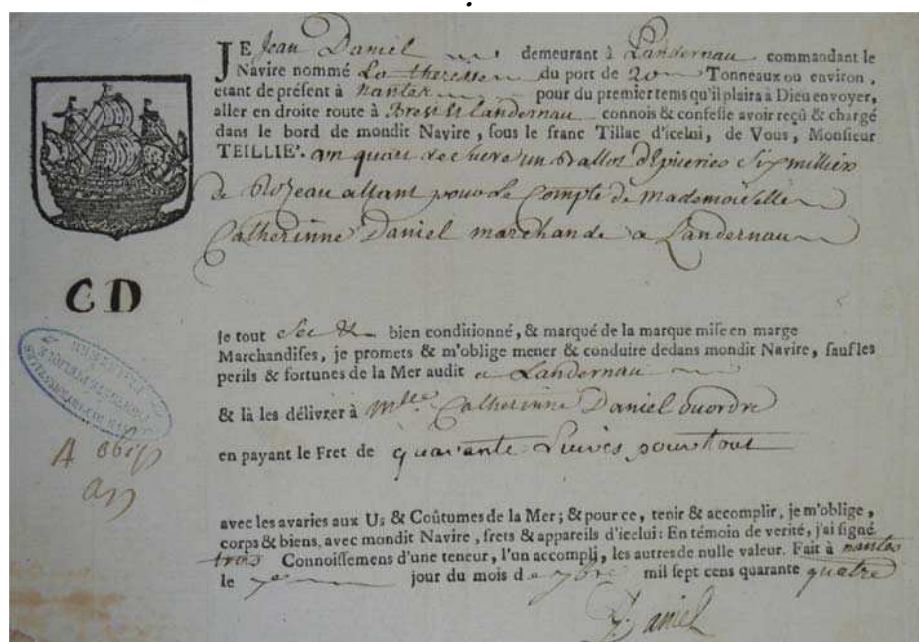 JE Jean Daniel demeurant à Landernau commandant le
Navire nommé La theresse du port de 20 Tonneaux ou environ,
etant de présent à nantes pour du premier tems qu'il plaira à Dieu envoyer,
aller en droite route à Brest & Landernau connois & confesse avoir reçû & chargé
dans le bord de mondit Navire, sous le franc Tillac d'icelui, de Vous, Monsieur
TEILLIE'. un quart de sucre un Ballot d'Epiceries Six milliers
de Rozeau allant pour Le Compte de Mademoiselle
Catherinne Daniel marchande a Landernau
CD
le tout Sec & bien conditionné, & marqué de la marque mise en marge
Marchandises, je promets & m'oblige mener & conduire dedans mondit Navire, sauf les
perils & fortunes de la Mer audit a Landernau
& là les délivrer à Mlle Catherinne Daniel ou ordre
en payant le Fret de quarante Livres pour tout
avec les avaries aux Us & Coûtumes de la Mer; & pour ce, tenir & accomplir, je m'oblige,
corps & biens, avec mondit Navire, frets & appareils d'icelui: En témoin de verité, j'ai signé
trois Connoissemens d'une teneur, l'un accompli, les autres de nulle valeur. Fait à nantes
le 7e jour du mois de 7bre mil sept cens quarante quatre
Daniel